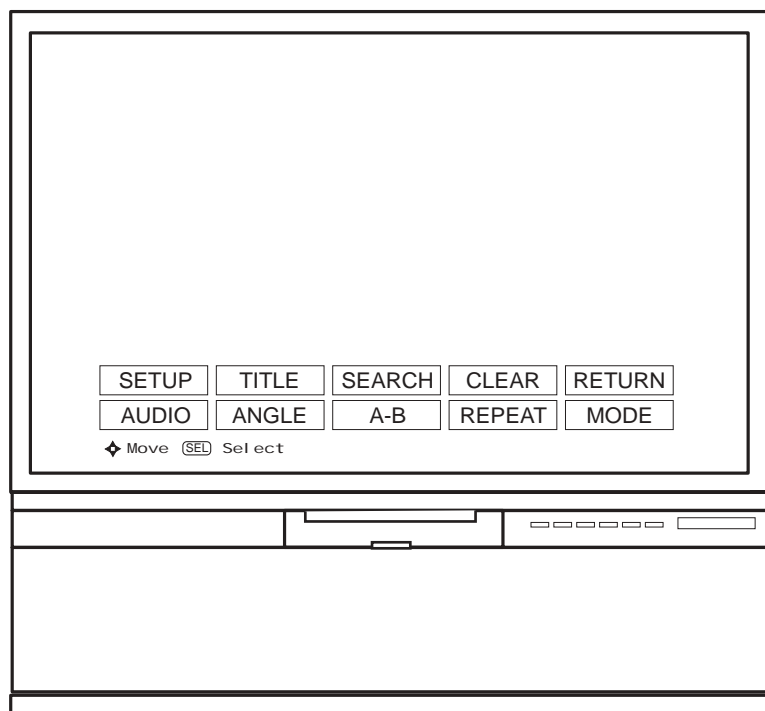 SETUP TITLE SEARCH CLEAR RETURN
AUDIO ANGLE A-B REPEAT MODE
Move SEL Select